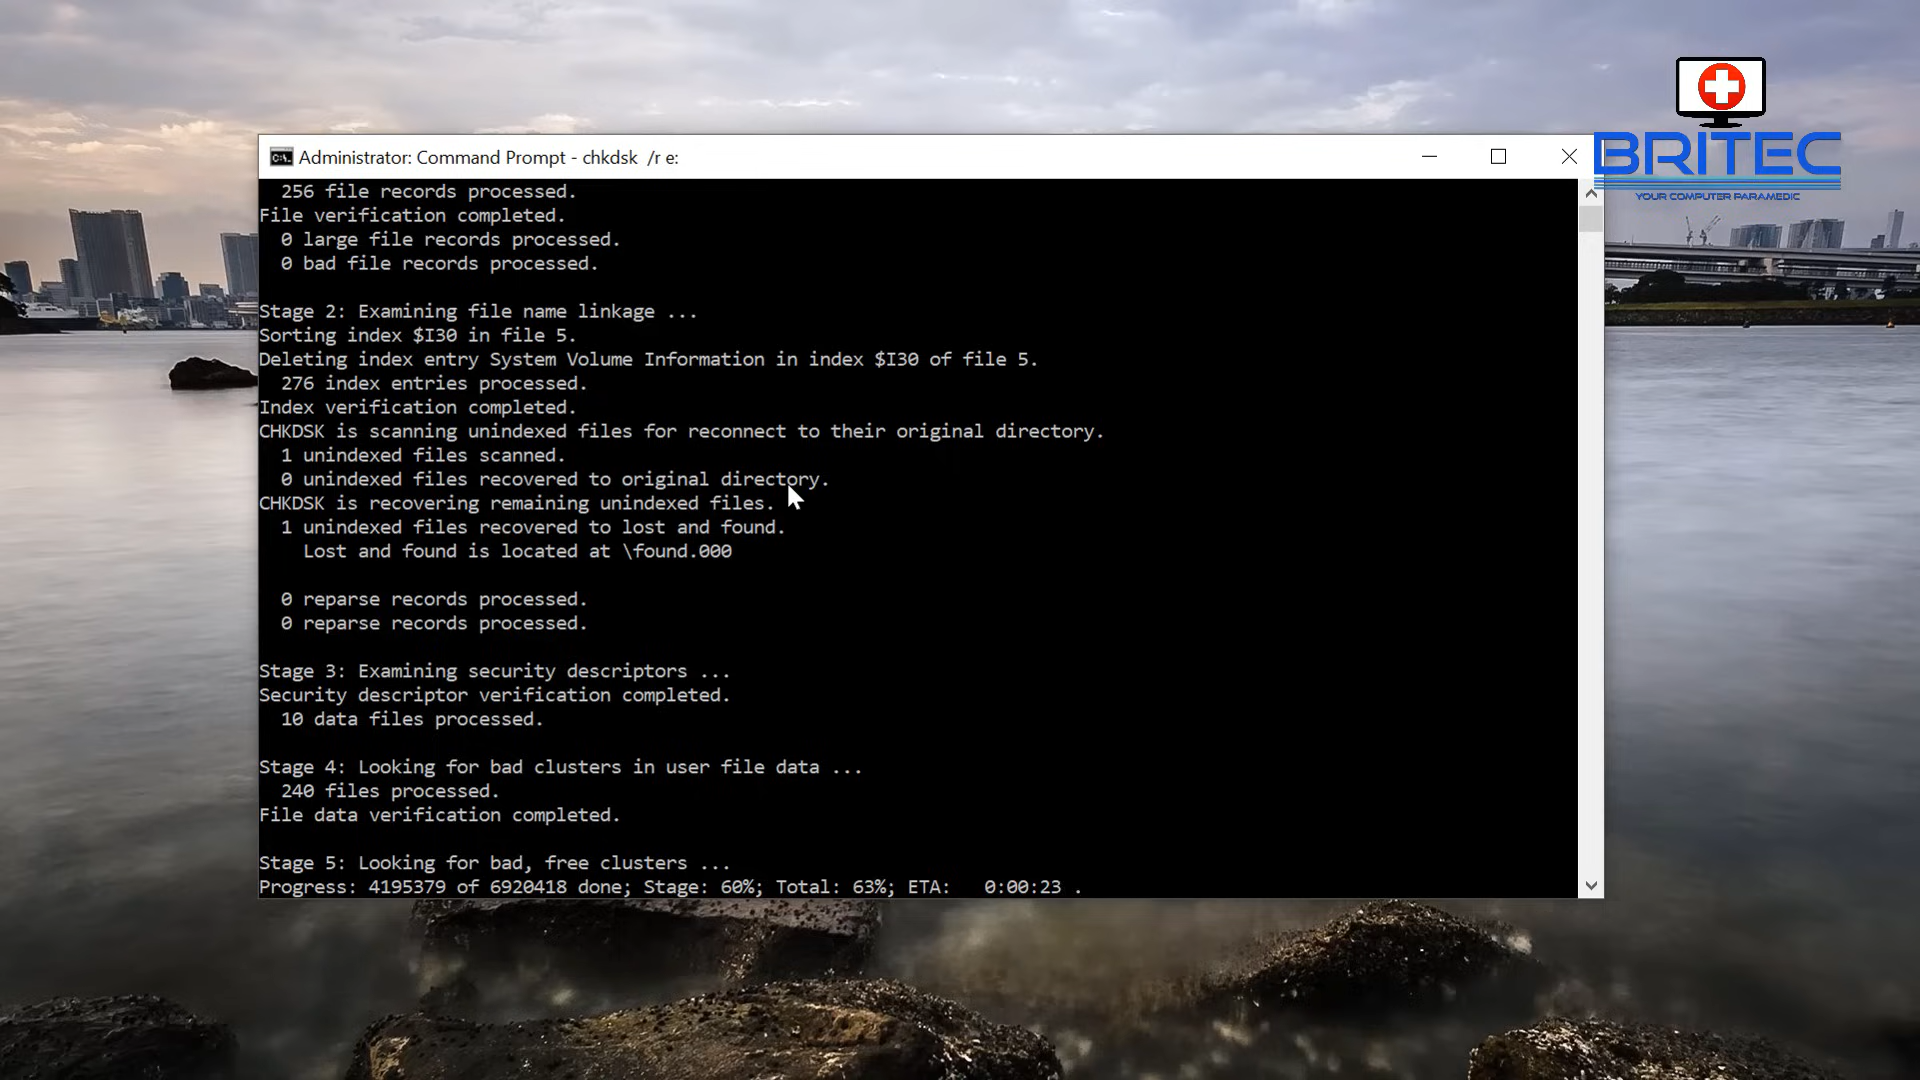 BRITEC
YOUR COMPUTER PARAMEDIC
Administrator: Command Prompt - chkdsk /r e:
256 file records processed.
File verification completed.
0 large file records processed.
0 bad file records processed.
Stage 2: Examining file name linkage ...
Sorting index $I30 in file 5.
Deleting index entry System Volume Information in index $I30 of file 5.
276 index entries processed.
Index verification completed.
CHKDSK is scanning unindexed files for reconnect to their original directory.
1 unindexed files scanned.
0 unindexed files recovered to original directory.
CHKDSK is recovering remaining unindexed files.
1 unindexed files recovered to lost and found.
Lost and found is located at \found.000
0 reparse records processed.
0 reparse records processed.
Stage 3: Examining security descriptors ...
Security descriptor verification completed.
10 data files processed.
Stage 4: Looking for bad clusters in user file data ...
240 files processed.
File data verification completed.
Stage 5: Looking for bad, free clusters ...
Progress: 4195379 of 6920418 done; Stage: 60%; Total: 63%; ETA: 0:00:23 .